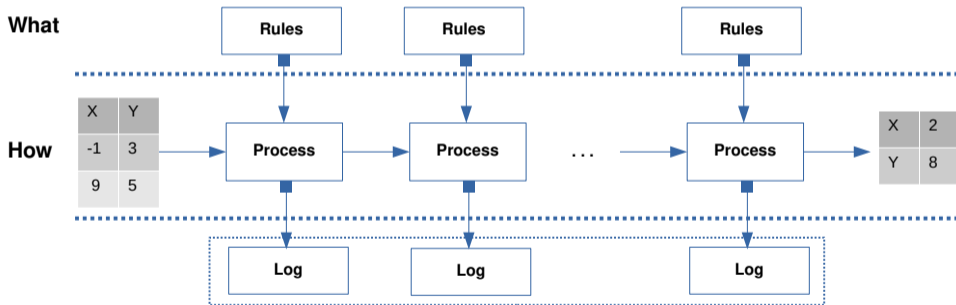 What
Rules Rules Rules
X Y
-1 3
9 5
How
Process Process ... Process
X 2
Y 8
Log Log Log